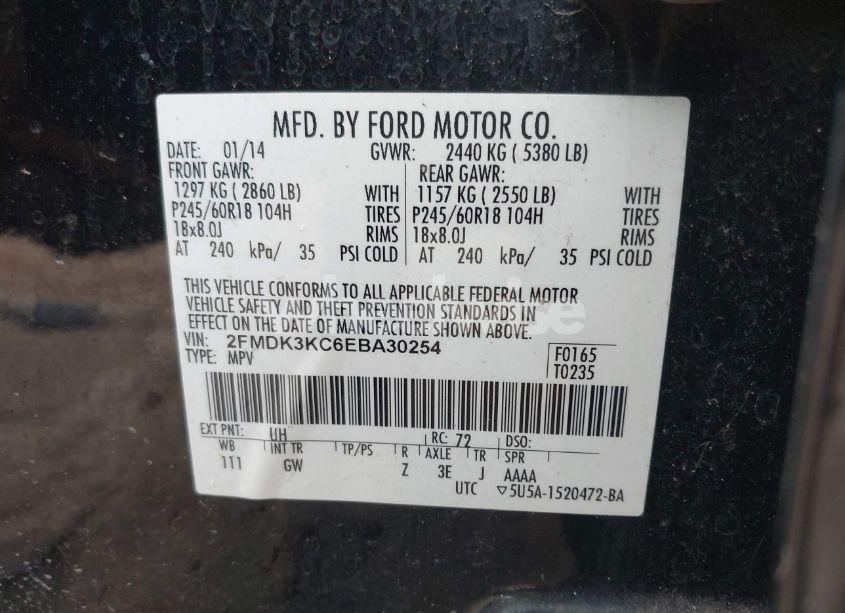 MFD. BY FORD MOTOR CO.
DATE: 01/14 GVWR: 2440 KG ( 5380 LB)
FRONT GAWR: REAR GAWR:
1297 KG ( 2860 LB) WITH 1157 KG ( 2550 LB) WITH
P245/60R18 104H TIRES P245/60R18 104H TIRES
18x8.0J RIMS 18x8.0J RIMS
AT 240 kPa/ 35 PSI COLD AT 240 kPa/ 35 PSI COLD
THIS VEHICLE CONFORMS TO ALL APPLICABLE FEDERAL MOTOR
VEHICLE SAFETY AND THEFT PREVENTION STANDARDS IN
EFFECT ON THE DATE OF MANUFACTURE SHOWN ABOVE.
VIN: 2FMDK3KC6EBA30254
TYPE: MPV
F0165
T0235
EXT PNT: UH RC: 72 DSO:
WB INT TR TP/PS R AXLE TR SPR
111 GW Z 3E J AAAA
UTC ▽5U5A-1520472-BA